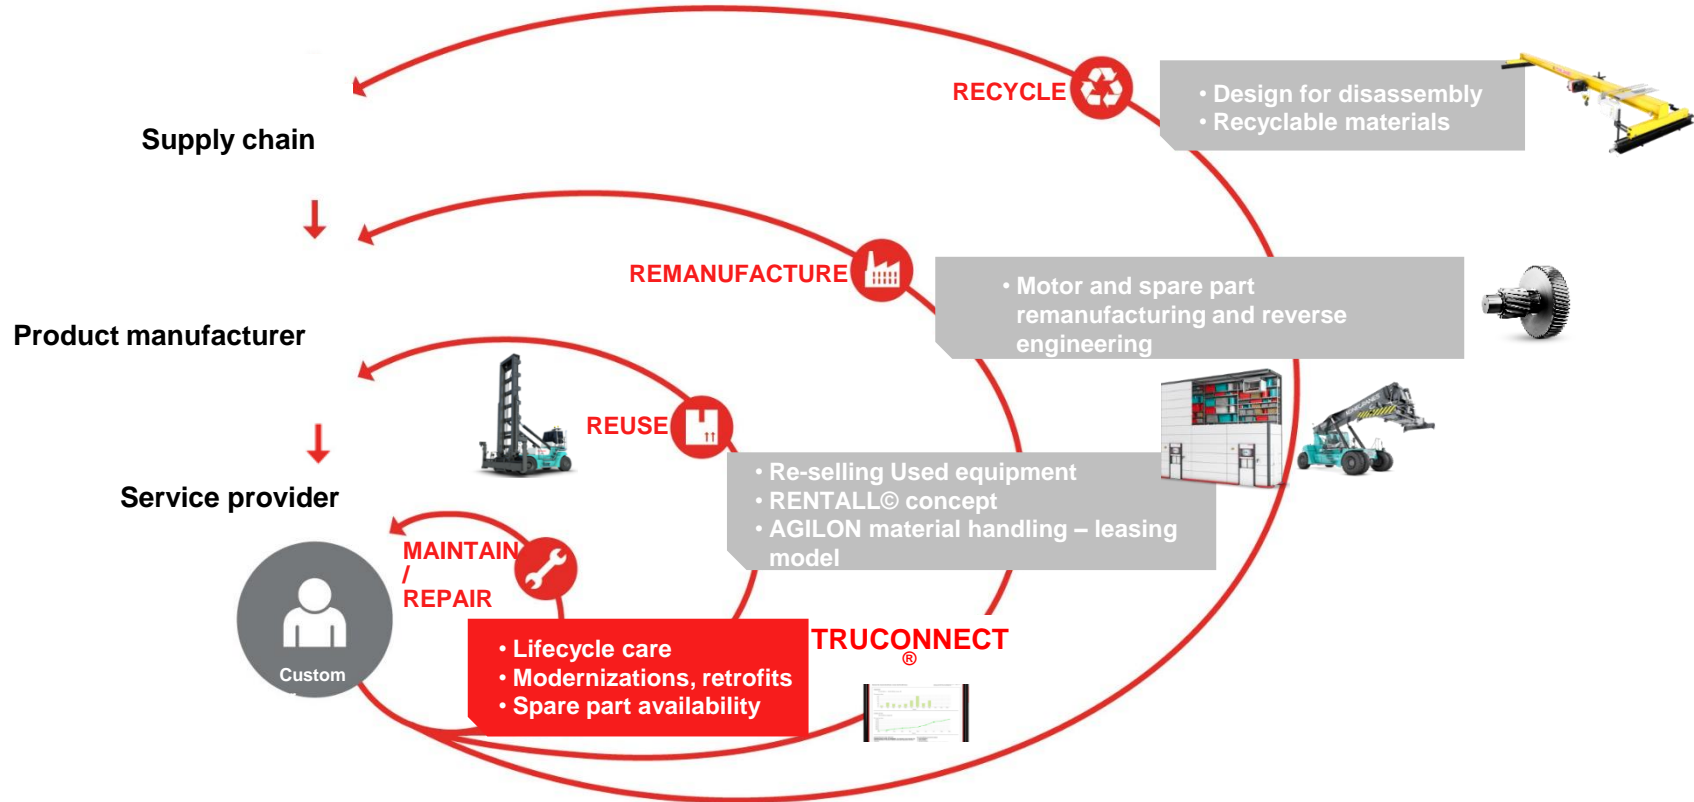 RECYCLE
• Design for disassembly
• Recyclable materials
Supply chain
REMANUFACTURE
• Motor and spare part
remanufacturing and reverse
engineering
Product manufacturer
REUSE
• Re-selling Used equipment
• RENTALL© concept
• AGILON material handling – leasing
model
Service provider
MAINTAIN
/
REPAIR
Custom
• Lifecycle care
• Modernizations, retrofits
• Spare part availability
TRUCONNECT
®